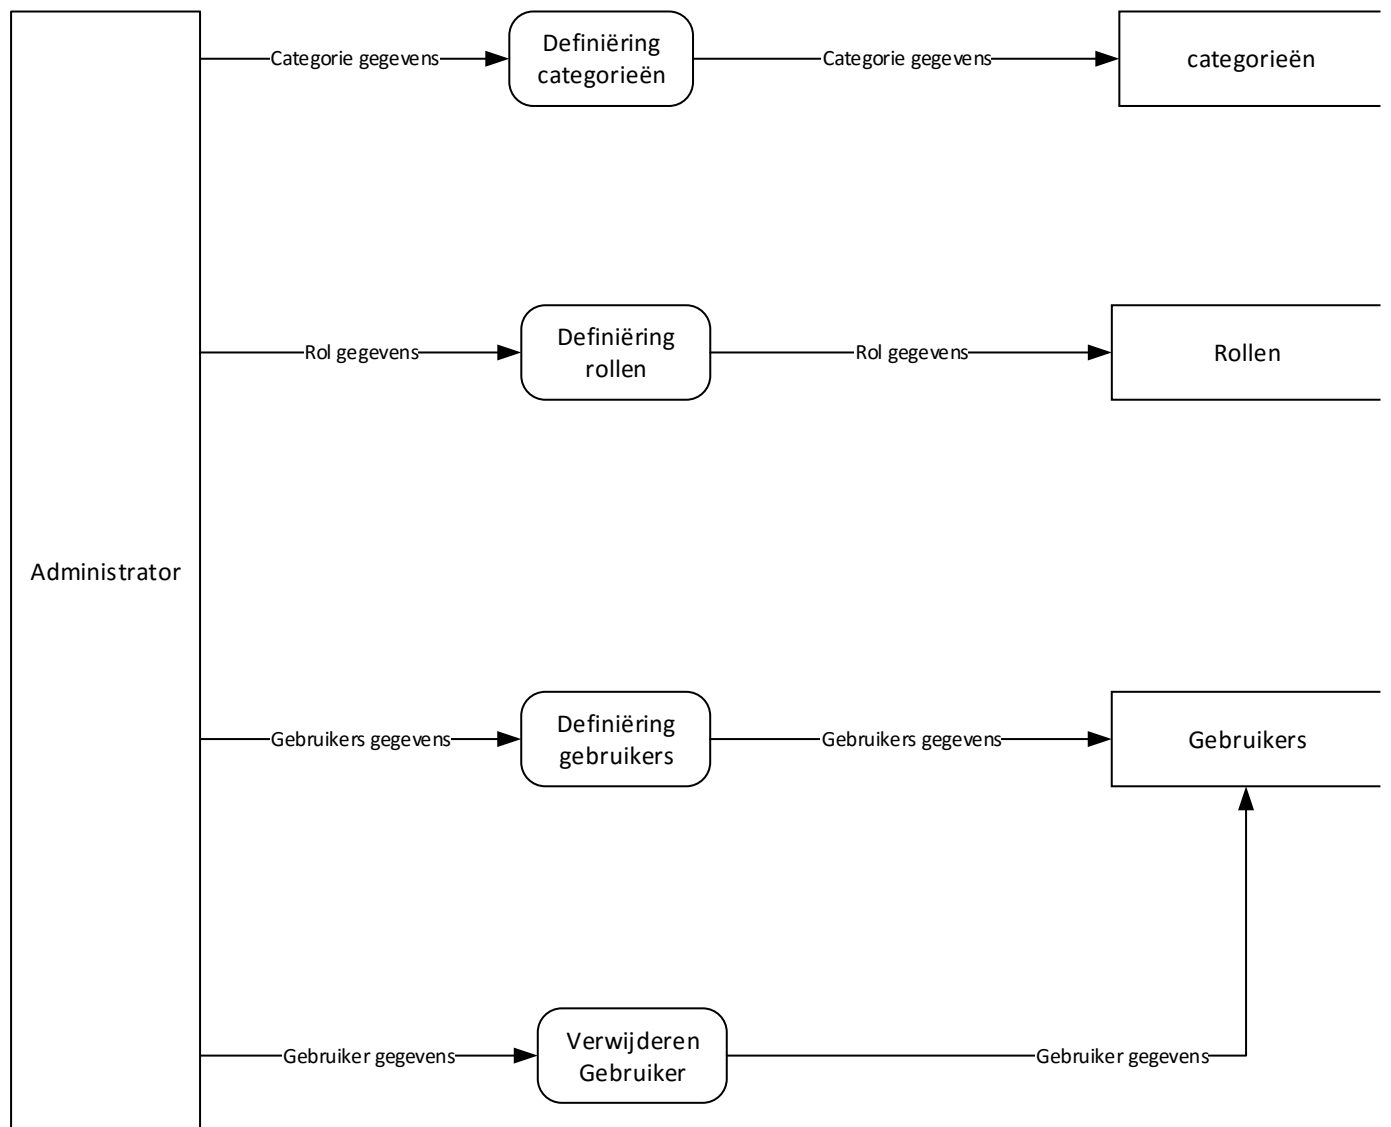 Categorie gegevens
Definiëring
categorieën
Categorie gegevens
categorieën
Rol gegevens
Definiëring
rollen
Rol gegevens
Rollen
Administrator
Gebruikers gegevens
Definiëring
gebruikers
Gebruikers gegevens
Gebruikers
Gebruiker gegevens
Verwijderen
Gebruiker
Gebruiker gegevens